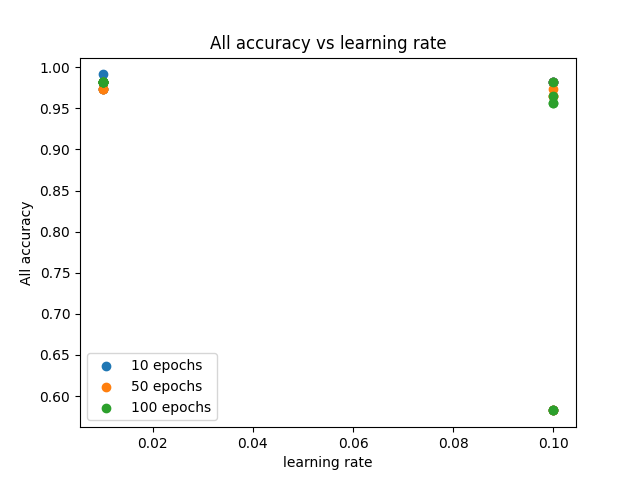 All accuracy vs learning rate
1.00
0.95
0.90
0.85
0.80
0.75
0.70
0.65
0.60
All accuracy
10 epochs
50 epochs
100 epochs
0.02 0.04 0.06 0.08 0.10
learning rate